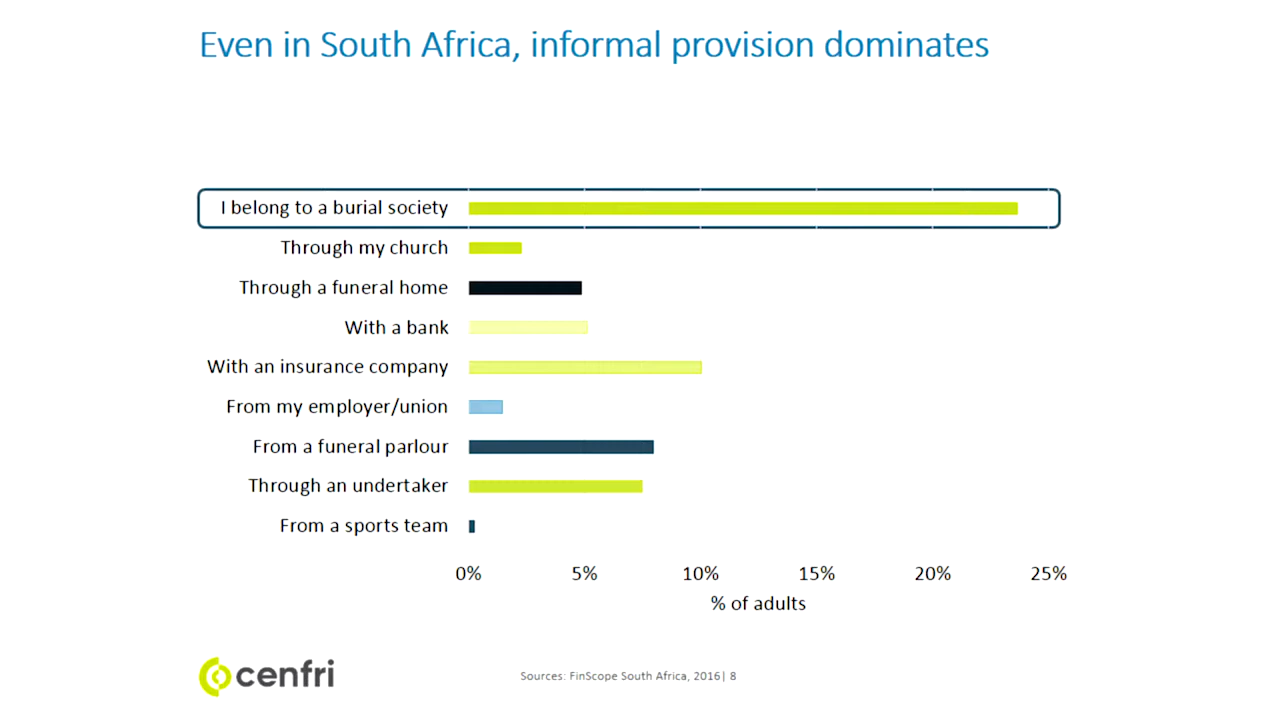 Even in South Africa, informal provision dominates
I belong to a burial society
Through my church
Through a funeral home
With a bank
With an insurance company
From my employer/union
From a funeral parlour
Through an undertaker
From a sports team
0% 5% 10% 15% 20% 25%
% of adults
cenfri
Sources: FinScope South Africa, 2016| 8